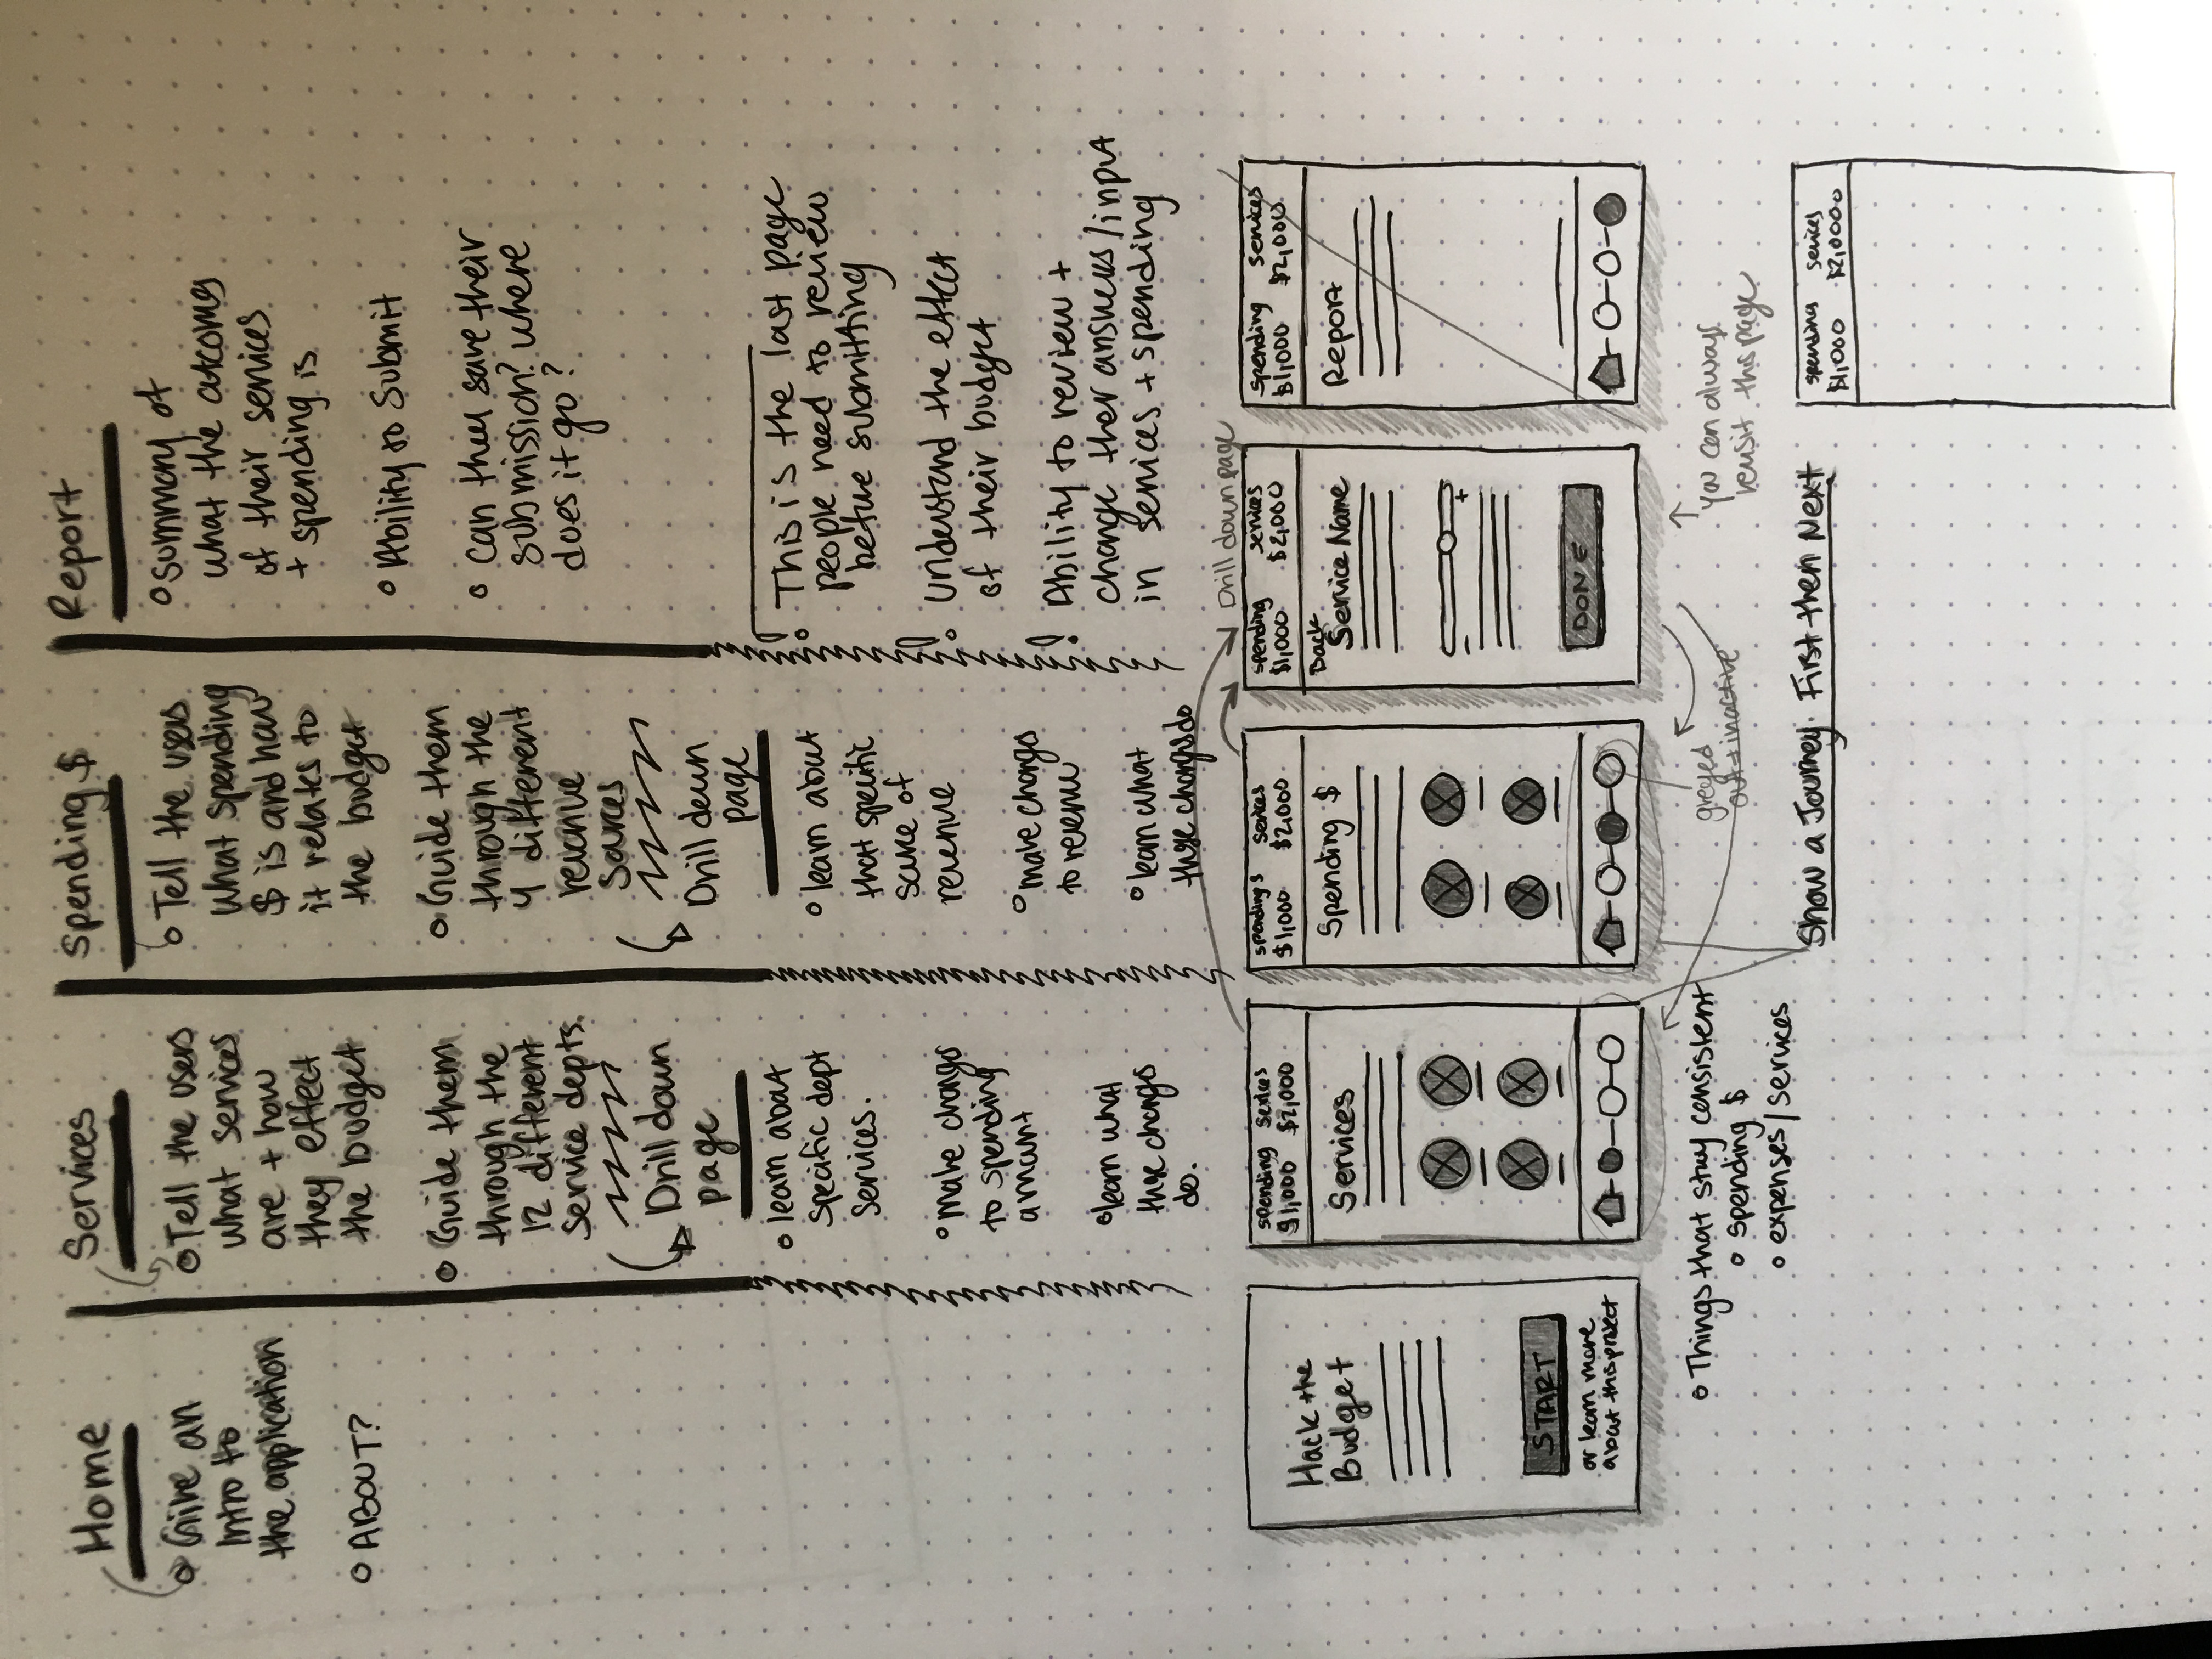 Home
Give an
Intro to
the application
ABOUT?
Services
Tell the users
what services
are + how
they effect
the budget
Guide them
through the
12 different
service depts.
Drill down
page
learn about
specific dept
services.
make changes
to spending
amount
learn what
those changes
do.
Spending $
Tell the users
what spending
$ is and how
it relates to
the budget
Guide them
through the
4 different
revenue
sources
Drill down
page
learn about
that specific
source of
revenue
make changes
to revenue
learn what
those changes do
Report
Summary of
what the outcomes
of their services
+ spending is
Ability to Submit
can they save their
submission? where
does it go?
! This is the last page
people need to review
before submitting
! Understand the effect
of their budget
! Ability to review +
change ther answers/input
in services + spending
Hack the
Budget
START
or learn more
about this project
spending services
$1,000 $2,000
Services
spending $ services
$1,000 $2,000
Spending $
Drill down page
spending services
$1,000 $2,000
Back
Service Name
- +
DONE
spending services
$1,000 $2,000
Report
Things that stay consistent
spending $
expenses/services
greyed
out + inactive
you can always
revisit this page
Show a Journey. First then Next
spending services
$1,000 $2,0000